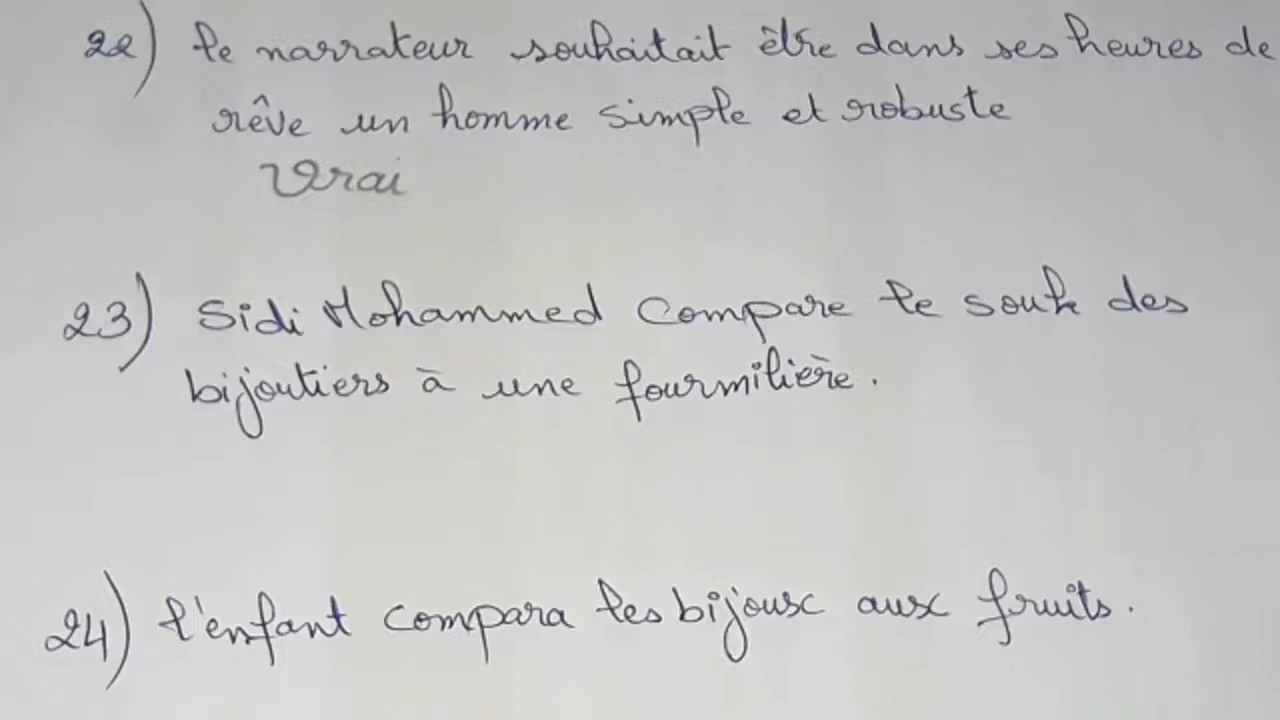 22) Le narrateur souhaitait être dans ses heures de
rêve un homme simple et robuste
Vrai
23) Sidi Mohammed Compare le souk des
bijoutiers à une fourmilière.
24) L'enfant compara les bijoux aux fruits.